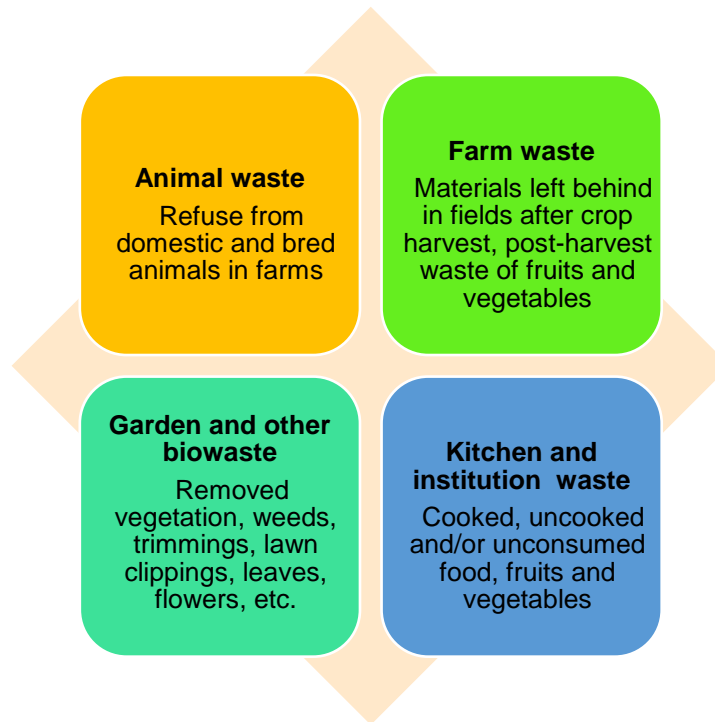 Animal waste
Refuse from
domestic and bred
animals in farms
Farm waste
Materials left behind
in fields after crop
harvest, post-harvest
waste of fruits and
vegetables
Garden and other
biowaste
Removed
vegetation, weeds,
trimmings, lawn
clippings, leaves,
flowers, etc.
Kitchen and
institution waste
Cooked, uncooked
and/or unconsumed
food, fruits and
vegetables